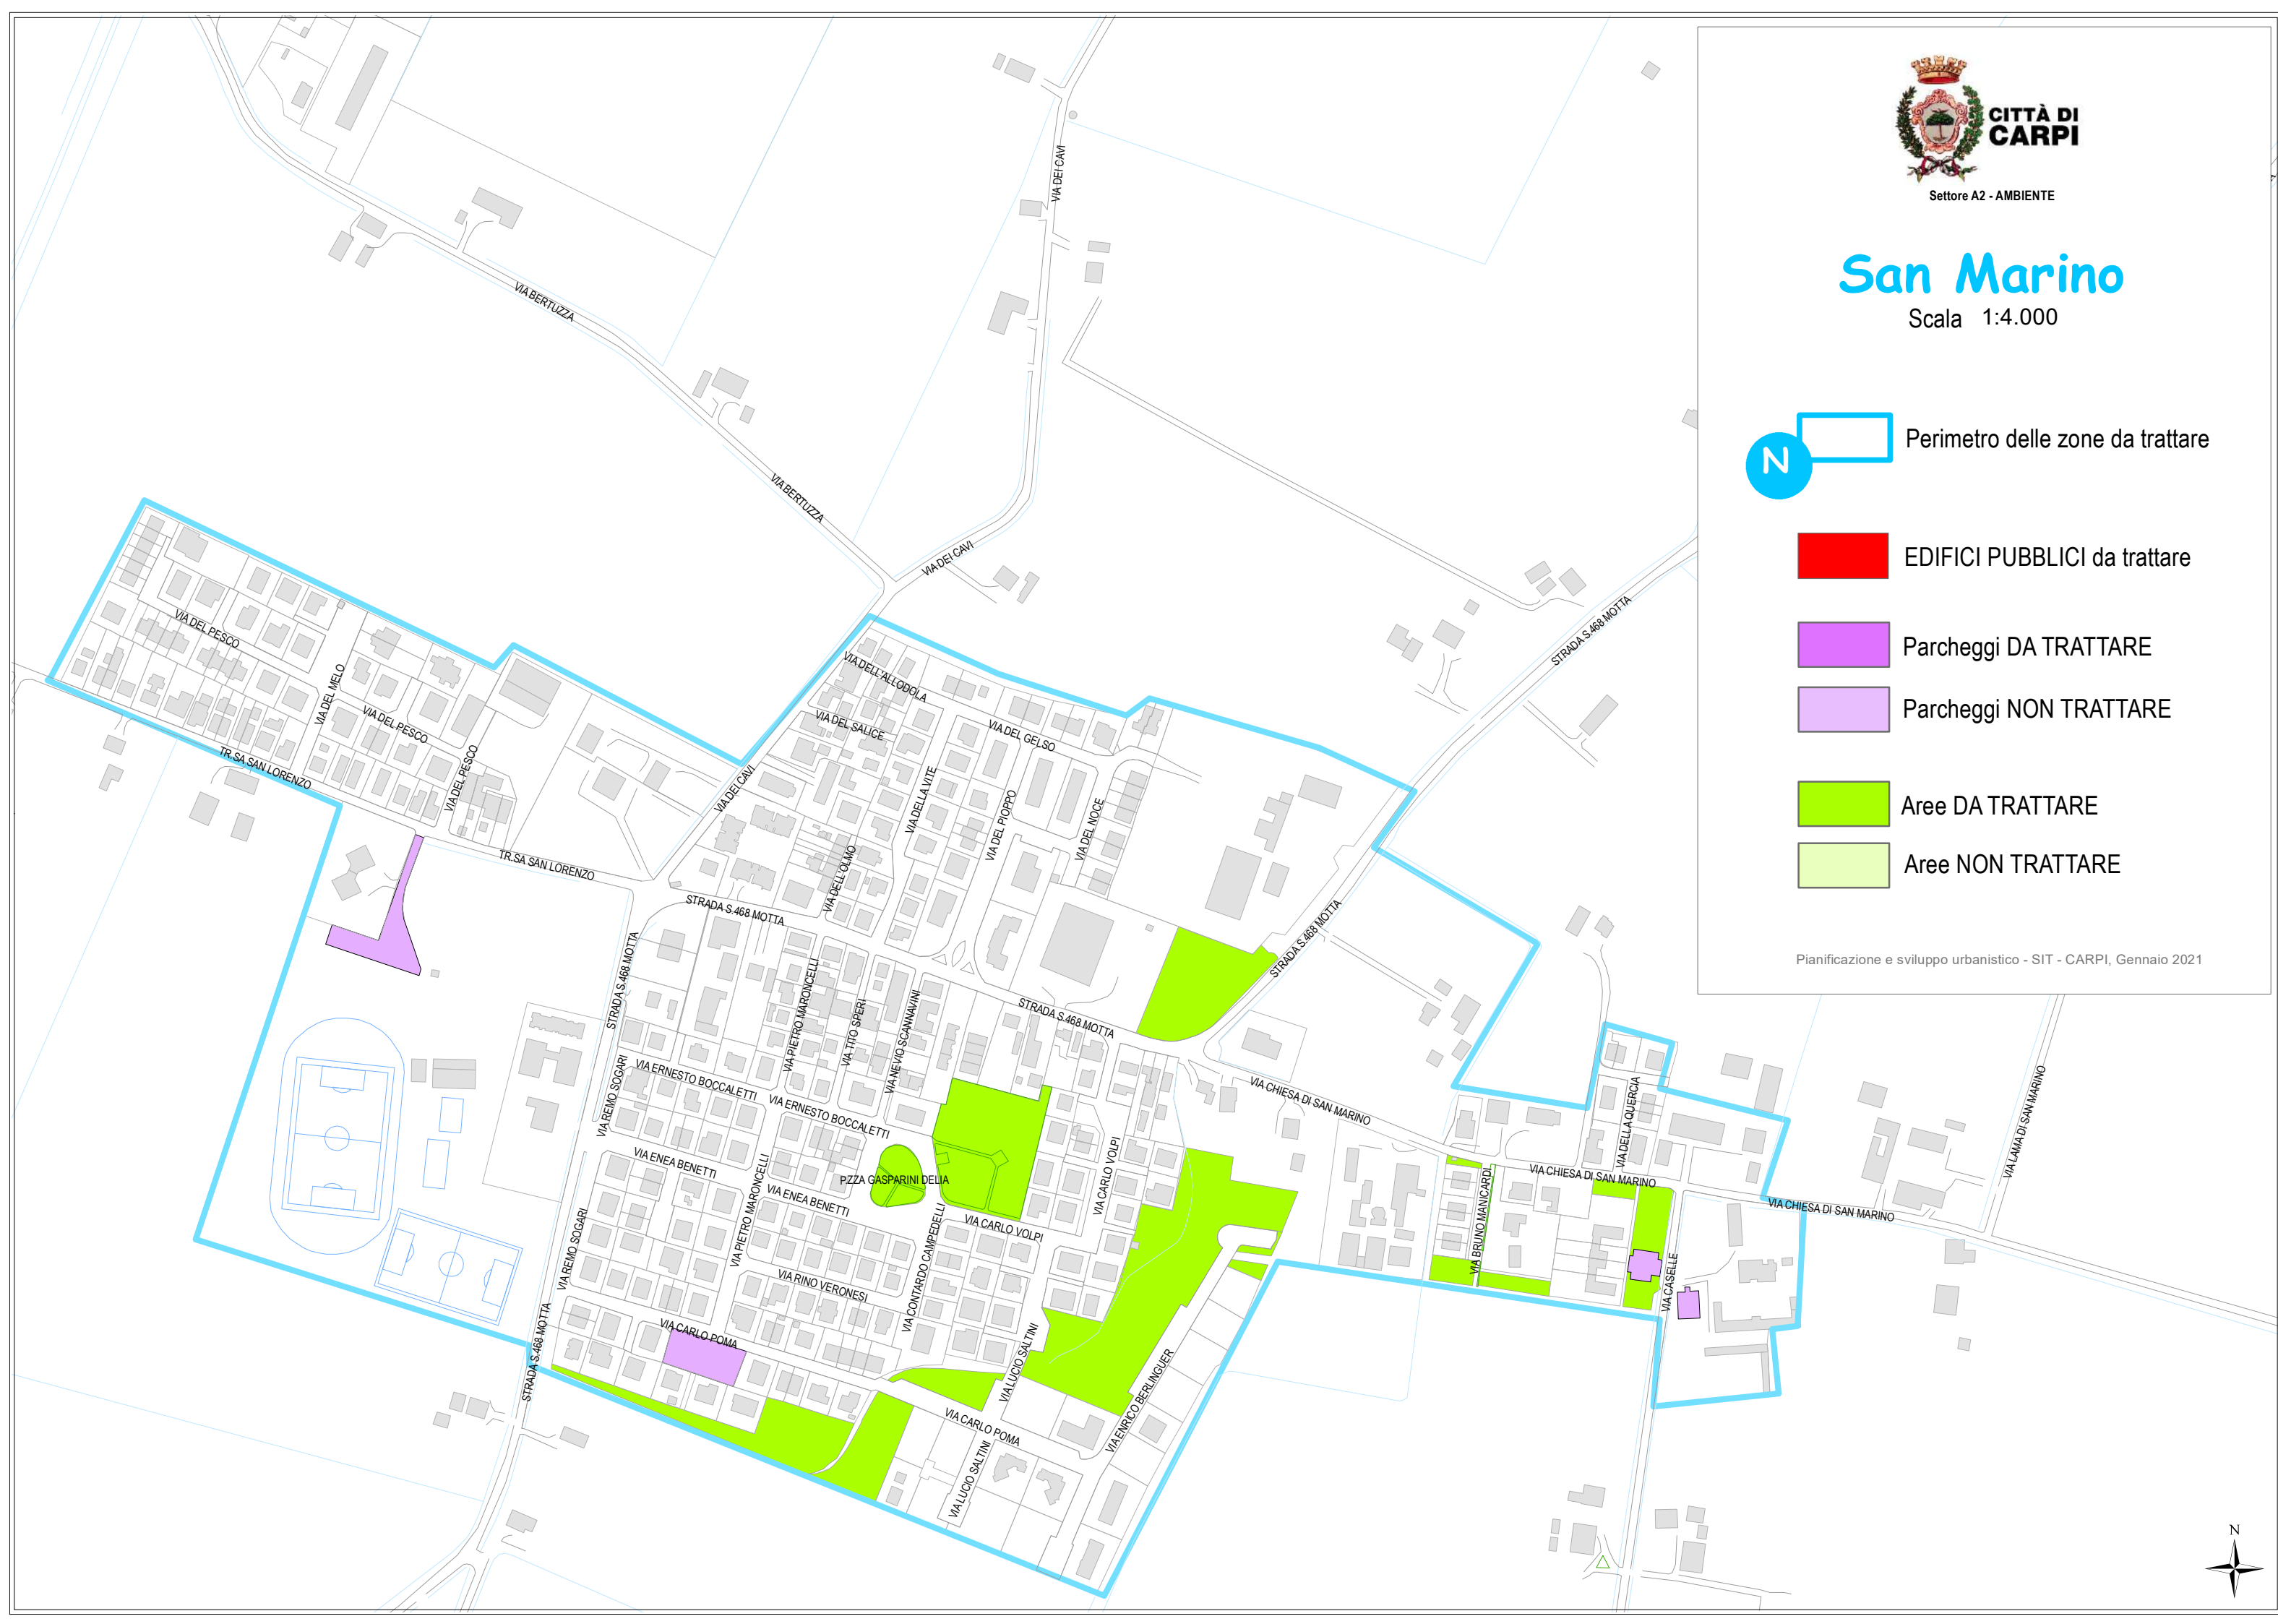 CITTÀ DI
CARPI
Settore A2 - AMBIENTE
San Marino
Scala 1:4.000
N
Perimetro delle zone da trattare
EDIFICI PUBBLICI da trattare
Parcheggi DA TRATTARE
Parcheggi NON TRATTARE
Aree DA TRATTARE
Aree NON TRATTARE
Pianificazione e sviluppo urbanistico - SIT - CARPI, Gennaio 2021
VIA DEI CAVI
VIA BERTUZZA
VIA BERTUZZA
VIA DEI CAVI
STRADA S.468 MOTTA
VIA DEL PESCO
VIA DELL'ALLODOLA
VIA DEL MELO
VIA DEL PESCO
VIA DEL SALICE
VIA DEL GELSO
TR.SA SAN LORENZO
VIA DEL PESCO
VIA DEI CAVI
VIA DELLA VITE
VIA DEL PIOPPO
VIA DEL NOCE
TR.SA SAN LORENZO
VIA DELL'OLMO
STRADA S.468 MOTTA
STRADA S.468 MOTTA
STRADA S.468 MOTTA
VIA PIETRO MARONCELLI
VIA TITO SPERI
VIA NEVIO SCANNAVINI
STRADA S.468 MOTTA
VIA REMO SOGARI
VIA ERNESTO BOCCALETTI
VIA ERNESTO BOCCALETTI
VIA CHIESA DI SAN MARINO
VIA DELLA QUERCIA
VIA LAMA DI SAN MARINO
VIA ENEA BENETTI
VIA PIETRO MARONCELLI
P.ZZA GASPARINI DELIA
VIA ENEA BENETTI
VIA CARLO VOLPI
VIA CARLO VOLPI
VIA BRUNO MANICARDI
VIA CHIESA DI SAN MARINO
VIA CHIESA DI SAN MARINO
VIA REMO SOGARI
VIA RINO VERONESI
VIA CONTARDO CAMPEDELLI
VIA CASELLE
STRADA S.468 MOTTA
VIA CARLO POMA
VIA LUCIO SALTINI
VIA ENRICO BERLINGUER
VIA CARLO POMA
VIA LUCIO SALTINI
N